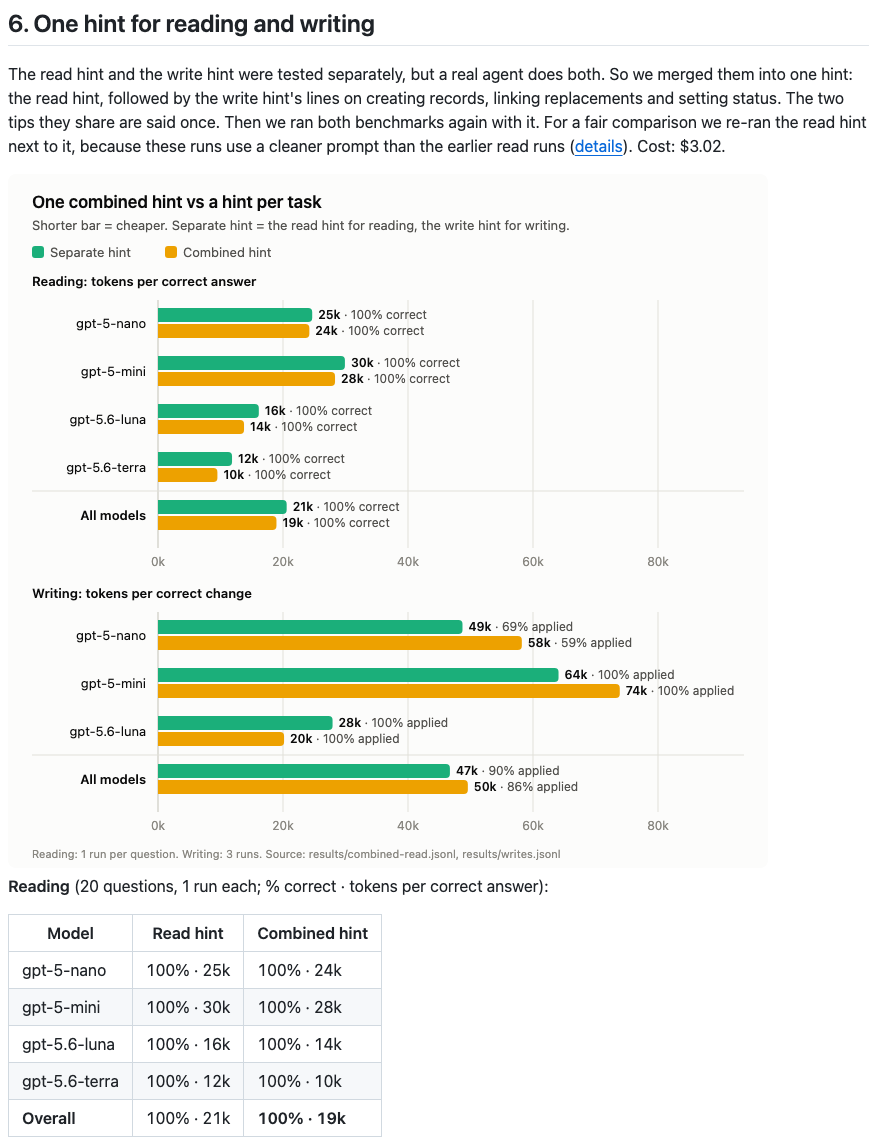 6. One hint for reading and writing
The read hint and the write hint were tested separately, but a real agent does both. So we merged them into one hint:
the read hint, followed by the write hint's lines on creating records, linking replacements and setting status. The two
tips they share are said once. Then we ran both benchmarks again with it. For a fair comparison we re-ran the read hint
next to it, because these runs use a cleaner prompt than the earlier read runs (details). Cost: $3.02.
One combined hint vs a hint per task
Shorter bar = cheaper. Separate hint = the read hint for reading, the write hint for writing.
Separate hint Combined hint
Reading: tokens per correct answer
gpt-5-nano
25k · 100% correct
24k · 100% correct
gpt-5-mini
30k · 100% correct
28k · 100% correct
gpt-5.6-luna
16k · 100% correct
14k · 100% correct
gpt-5.6-terra
12k · 100% correct
10k · 100% correct
All models
21k · 100% correct
19k · 100% correct
0k 20k 40k 60k 80k
Writing: tokens per correct change
gpt-5-nano
49k · 69% applied
58k · 59% applied
gpt-5-mini
64k · 100% applied
74k · 100% applied
gpt-5.6-luna
28k · 100% applied
20k · 100% applied
All models
47k · 90% applied
50k · 86% applied
0k 20k 40k 60k 80k
Reading: 1 run per question. Writing: 3 runs. Source: results/combined-read.jsonl, results/writes.jsonl
Reading (20 questions, 1 run each; % correct · tokens per correct answer):
Model Read hint Combined hint
gpt-5-nano 100% · 25k 100% · 24k
gpt-5-mini 100% · 30k 100% · 28k
gpt-5.6-luna 100% · 16k 100% · 14k
gpt-5.6-terra 100% · 12k 100% · 10k
Overall 100% · 21k 100% · 19k